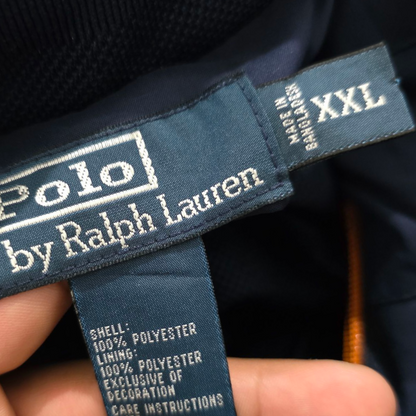 Polo
by Ralph Lauren
MADE IN
BANGLADESH
XXL
SHELL:
100% POLYESTER
LINING:
100% POLYESTER
EXCLUSIVE OF
DECORATION
CARE INSTRUCTIONS